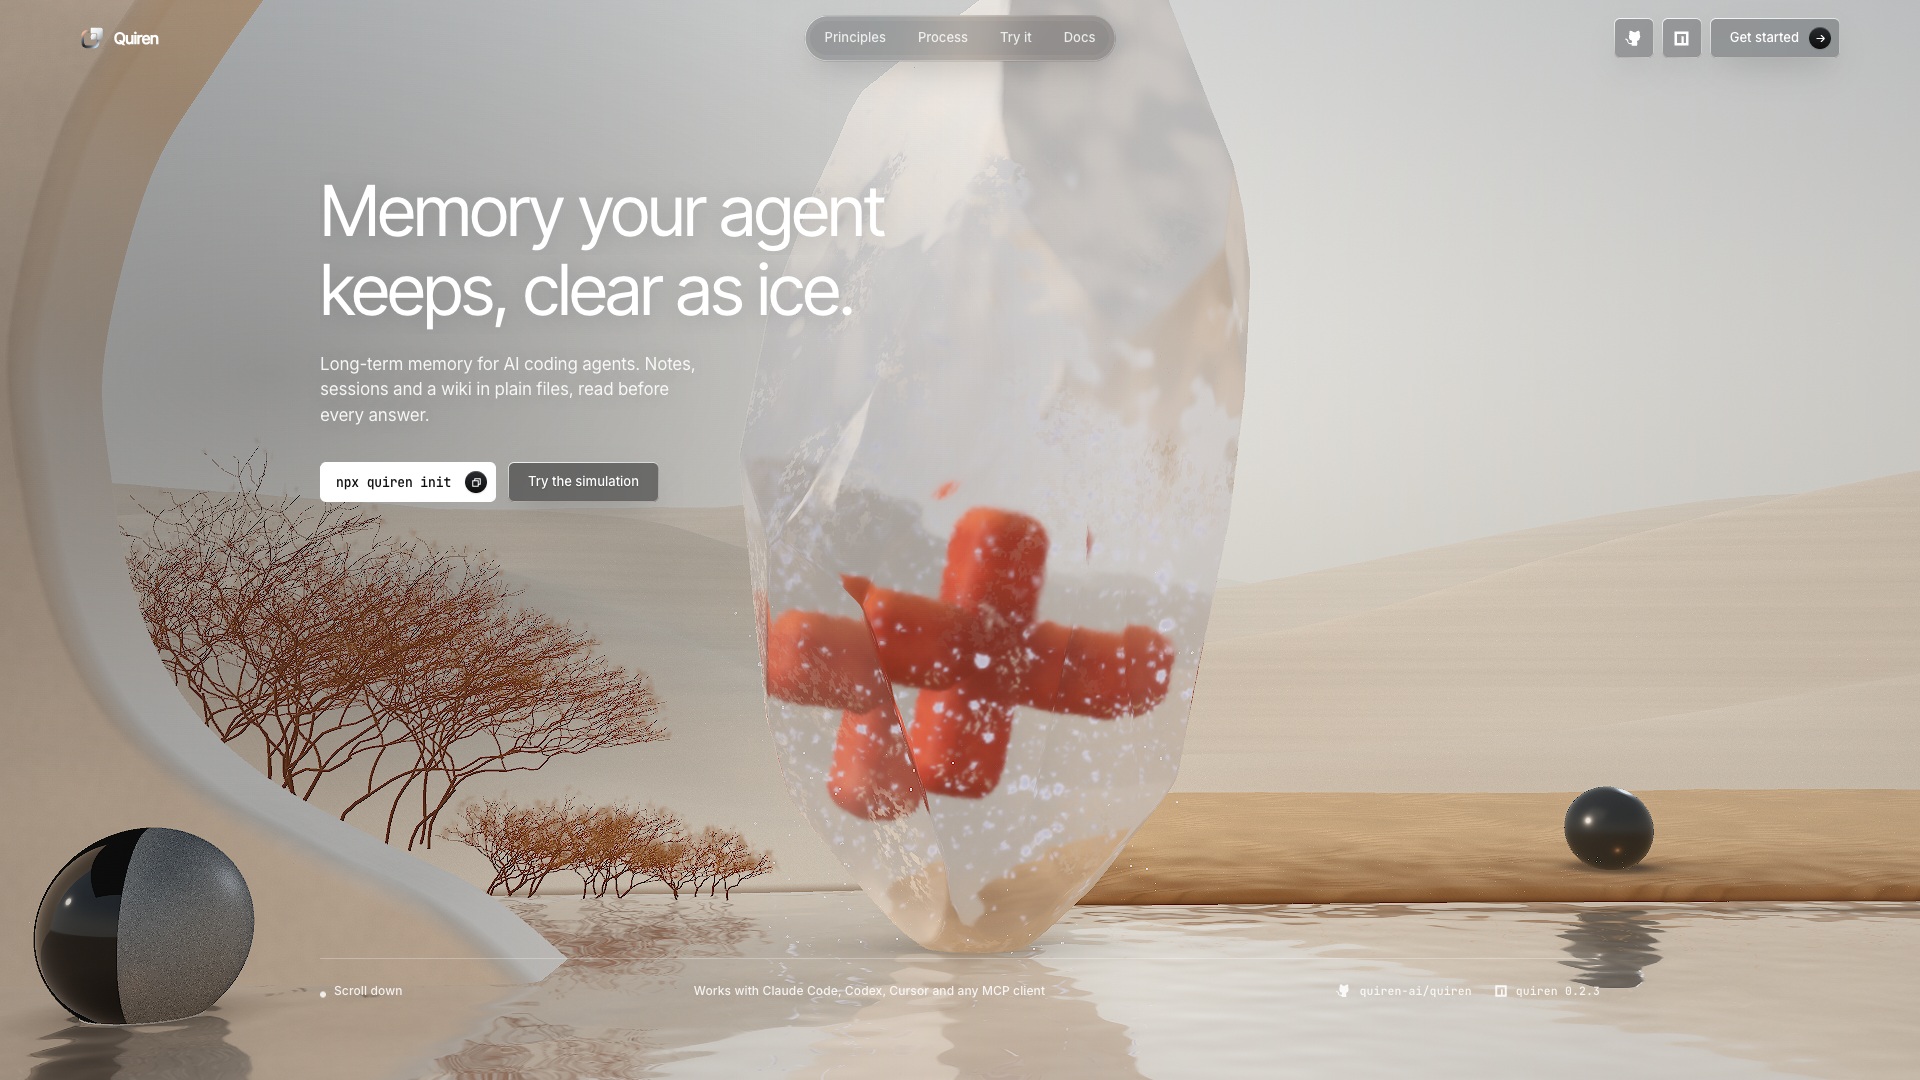 Quiren
Principles
Process
Try it
Docs
Get started
Memory your agent
keeps, clear as ice.
Long-term memory for AI coding agents. Notes,
sessions and a wiki in plain files, read before
every answer.
npx quiren init
Try the simulation
Scroll down
Works with Claude Code, Codex, Cursor and any MCP client
quiren-ai/quiren
quiren 0.2.3